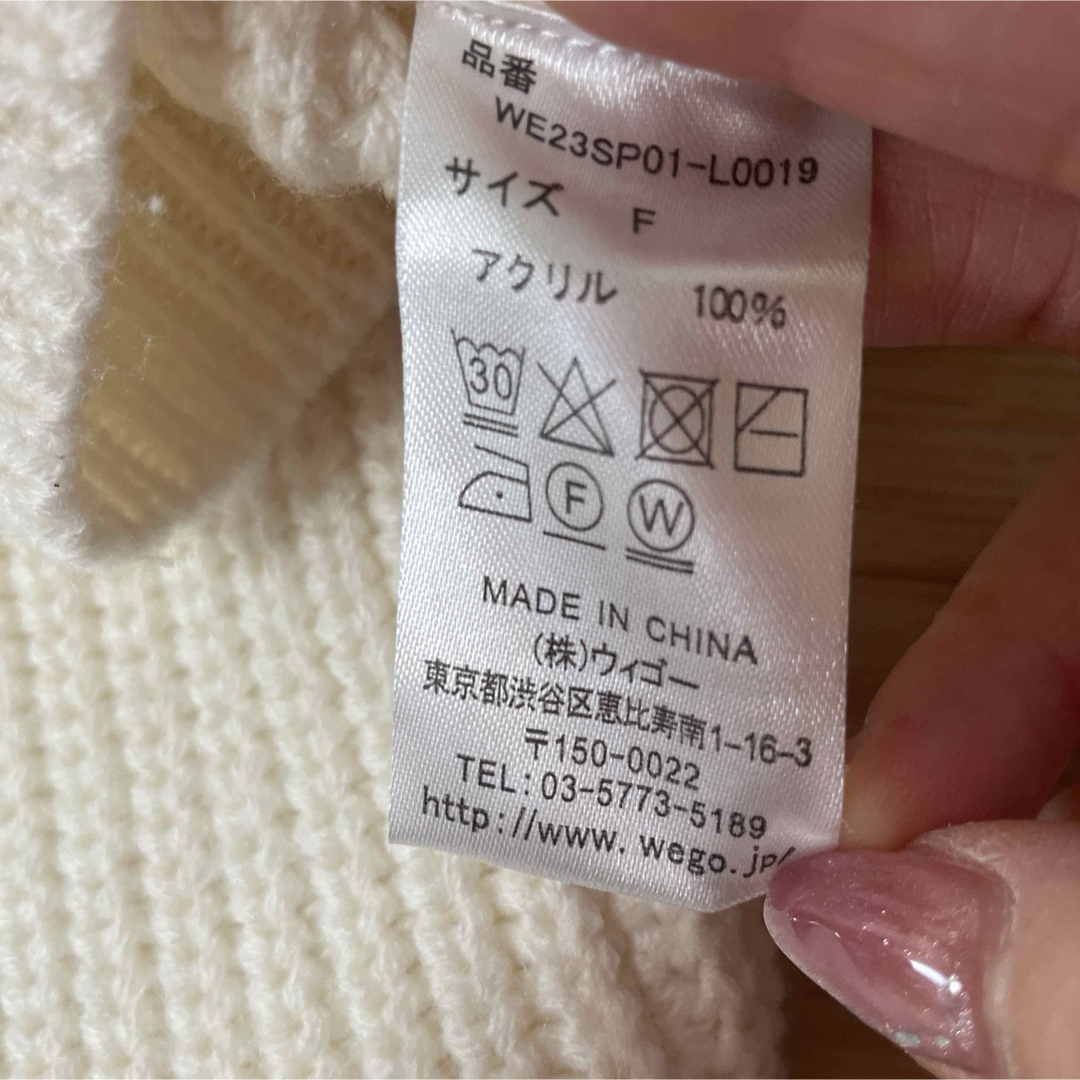 品番
WE23SP01-L0019
サイズ F
アクリル 100%
30
F W
MADE IN CHINA
(株)ウィゴー
東京都渋谷区恵比寿南1-16-3
〒150-0022
TEL:03-5773-5189
http://www.wego.jp/